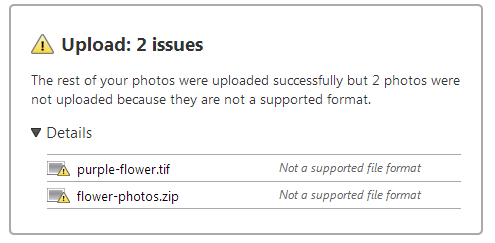 Upload: 2 issues
The rest of your photos were uploaded successfully but 2 photos were
not uploaded because they are not a supported format.
Details
purple-flower.tif Not a supported file format
flower-photos.zip Not a supported file format